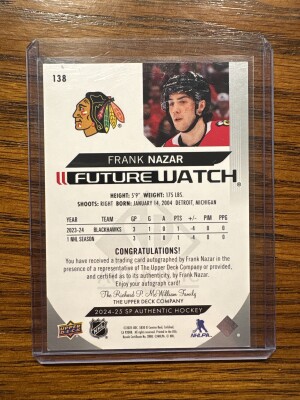 138
FRANK NAZAR
FUTURE WATCH
HEIGHT: 5'9" WEIGHT: 175 LBS.
SHOOTS: RIGHT BORN: JANUARY 14, 2004 DETROIT, MICHIGAN
YEAR TEAM GP G A PTS +/- PIM PPG
2023-24 BLACKHAWKS 3 1 0 1 -4 0 0
1 NHL SEASON 3 1 0 1 -4 0 0
CONGRATULATIONS!
You have received a trading card autographed by Frank Nazar in the
presence of a representative of The Upper Deck Company or provided,
and certified as to its authenticity, by Frank Nazar.
Enjoy your autograph card!
The Richard P. McWilliam Family
THE UPPER DECK COMPANY
2024-25 SP AUTHENTIC HOCKEY
UPPER DECK
NHLPA